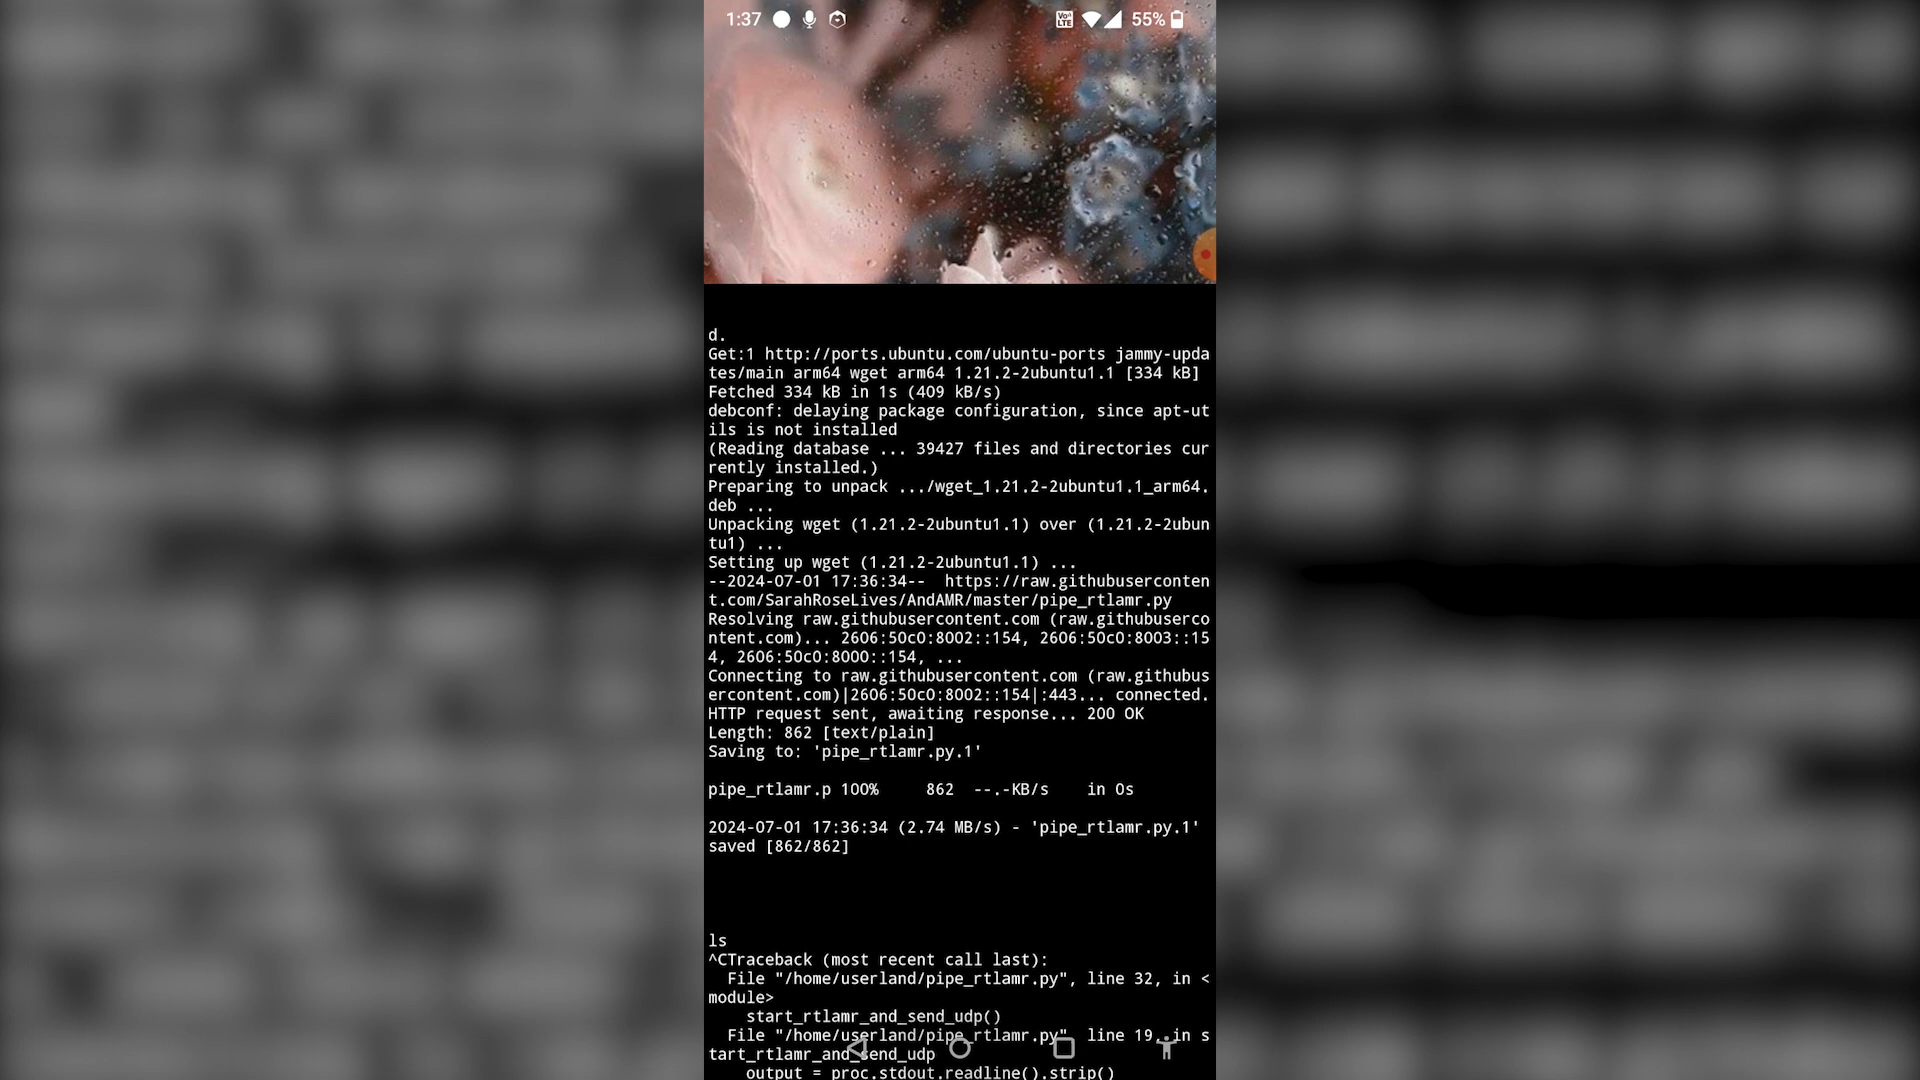 1:37 Vo LTE 55%
d.
Get:1 http://ports.ubuntu.com/ubuntu-ports jammy-upda
tes/main arm64 wget arm64 1.21.2-2ubuntu1.1 [334 kB]
Fetched 334 kB in 1s (409 kB/s)
debconf: delaying package configuration, since apt-ut
ils is not installed
(Reading database ... 39427 files and directories cur
rently installed.)
Preparing to unpack .../wget_1.21.2-2ubuntu1.1_arm64.
deb ...
Unpacking wget (1.21.2-2ubuntu1.1) over (1.21.2-2ubun
tu1) ...
Setting up wget (1.21.2-2ubuntu1.1) ...
--2024-07-01 17:36:34--  https://raw.githubuserconten
t.com/SarahRoseLives/AndAMR/master/pipe_rtlamr.py
Resolving raw.githubusercontent.com (raw.githubuserco
ntent.com)... 2606:50c0:8002::154, 2606:50c0:8003::15
4, 2606:50c0:8000::154, ...
Connecting to raw.githubusercontent.com (raw.githubus
ercontent.com)|2606:50c0:8002::154|:443... connected.
HTTP request sent, awaiting response... 200 OK
Length: 862 [text/plain]
Saving to: 'pipe_rtlamr.py.1'
pipe_rtlamr.p 100%     862  --.-KB/s    in 0s
2024-07-01 17:36:34 (2.74 MB/s) - 'pipe_rtlamr.py.1'
saved [862/862]
ls
^CTraceback (most recent call last):
  File "/home/userland/pipe_rtlamr.py", line 32, in <
module>
    start_rtlamr_and_send_udp()
  File "/home/userland/pipe_rtlamr.py", line 19, in s
tart_rtlamr_and_send_udp
    output = proc.stdout.readline().strip()